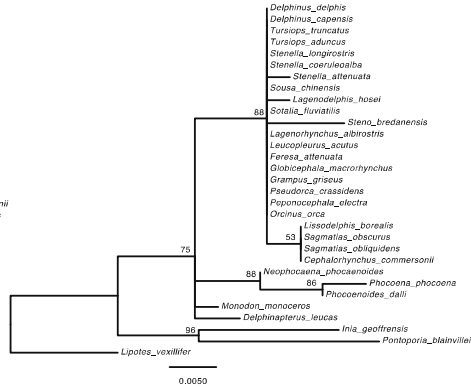 Delphinus_delphis
Delphinus_capensis
Tursiops_truncatus
Tursiops_aduncus
Stenella_longirostris
Stenella_coeruleoalba
Stenella_attenuata
Sousa_chinensis
Lagenodelphis_hosei
88
Sotalia_fluviatilis
Steno_bredanensis
Lagenorhynchus_albirostris
Leucopleurus_acutus
Feresa_attenuata
Globicephala_macrorhynchus
Grampus_griseus
Pseudorca_crassidens
Peponocephala_electra
nii
Orcinus_orca
Lissodelphis_borealis
53
Sagmatias_obscurus
Sagmatias_obliquidens
75
Cephalorhynchus_commersonii
88
Neophocaena_phocaenoides
86
Phocoena_phocoena
Phocoenoides_dalli
Monodon_monoceros
Delphinapterus_leucas
96
Inia_geoffrensis
Pontoporia_blainvillei
Lipotes_vexillifer
0.0050